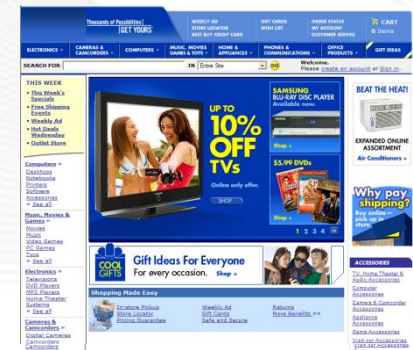 Thousands of Possibilities
GET YOURS
WEEKLY AD
STORE LOCATOR
BEST BUY CREDIT CARD
GIFT CARDS
WISH LIST
ORDER STATUS
MY ACCOUNT
CUSTOMER SERVICE
CART
0 Items
ELECTRONICS
CAMERAS & CAMCORDERS
COMPUTERS
MUSIC, MOVIES GAMES & TOYS
HOME & APPLIANCES
PHONES & COMMUNICATIONS
OFFICE PRODUCTS
GIFT IDEAS
SEARCH FOR
IN Entire Site
GO
Welcome.
Please create an account or Sign-in.
THIS WEEK
This Week's
Specials
Free Shipping
Events
Weekly Ad
Hot Deals
Wednesday
Outlet Store
Computers »
Desktops
Notebooks
Printers
Software
Accessories
» See all
Music, Movies &
Games »
Movies
Music
Video Games
PC Games
Toys
» See all
Electronics »
Televisions
DVD Players
MP3 Players
Home Theater
Systems
» See all
Cameras &
Camcorders »
Digital Cameras
Camcorders
UP TO
10%
OFF
TVs
Online only offer.
SHOP
SAMSUNG
BLU-RAY DISC PLAYER
Available now.
Shop
$5.99 DVDs
Shop
1 2 3 4
BEAT THE HEAT!
EXPANDED ONLINE
ASSORTMENT
Air Conditioners
Why pay
shipping?
Buy online—
pick up in
store.
COOL
GIFTS
Gift Ideas For Everyone
For every occasion. Shop
Shopping Made Easy
In-store Pickup
Store Locator
Pricing Guarantee
Weekly Ad
Gift Cards
Safe and Secure
Returns
More Benefits >>
ACCESSORIES
TV, Home Theater &
Audio Accessories
Computer
Accessories
Camera & Camcorder
Accessories
Appliance
Accessories
Game Accessories
Visit our Accessories